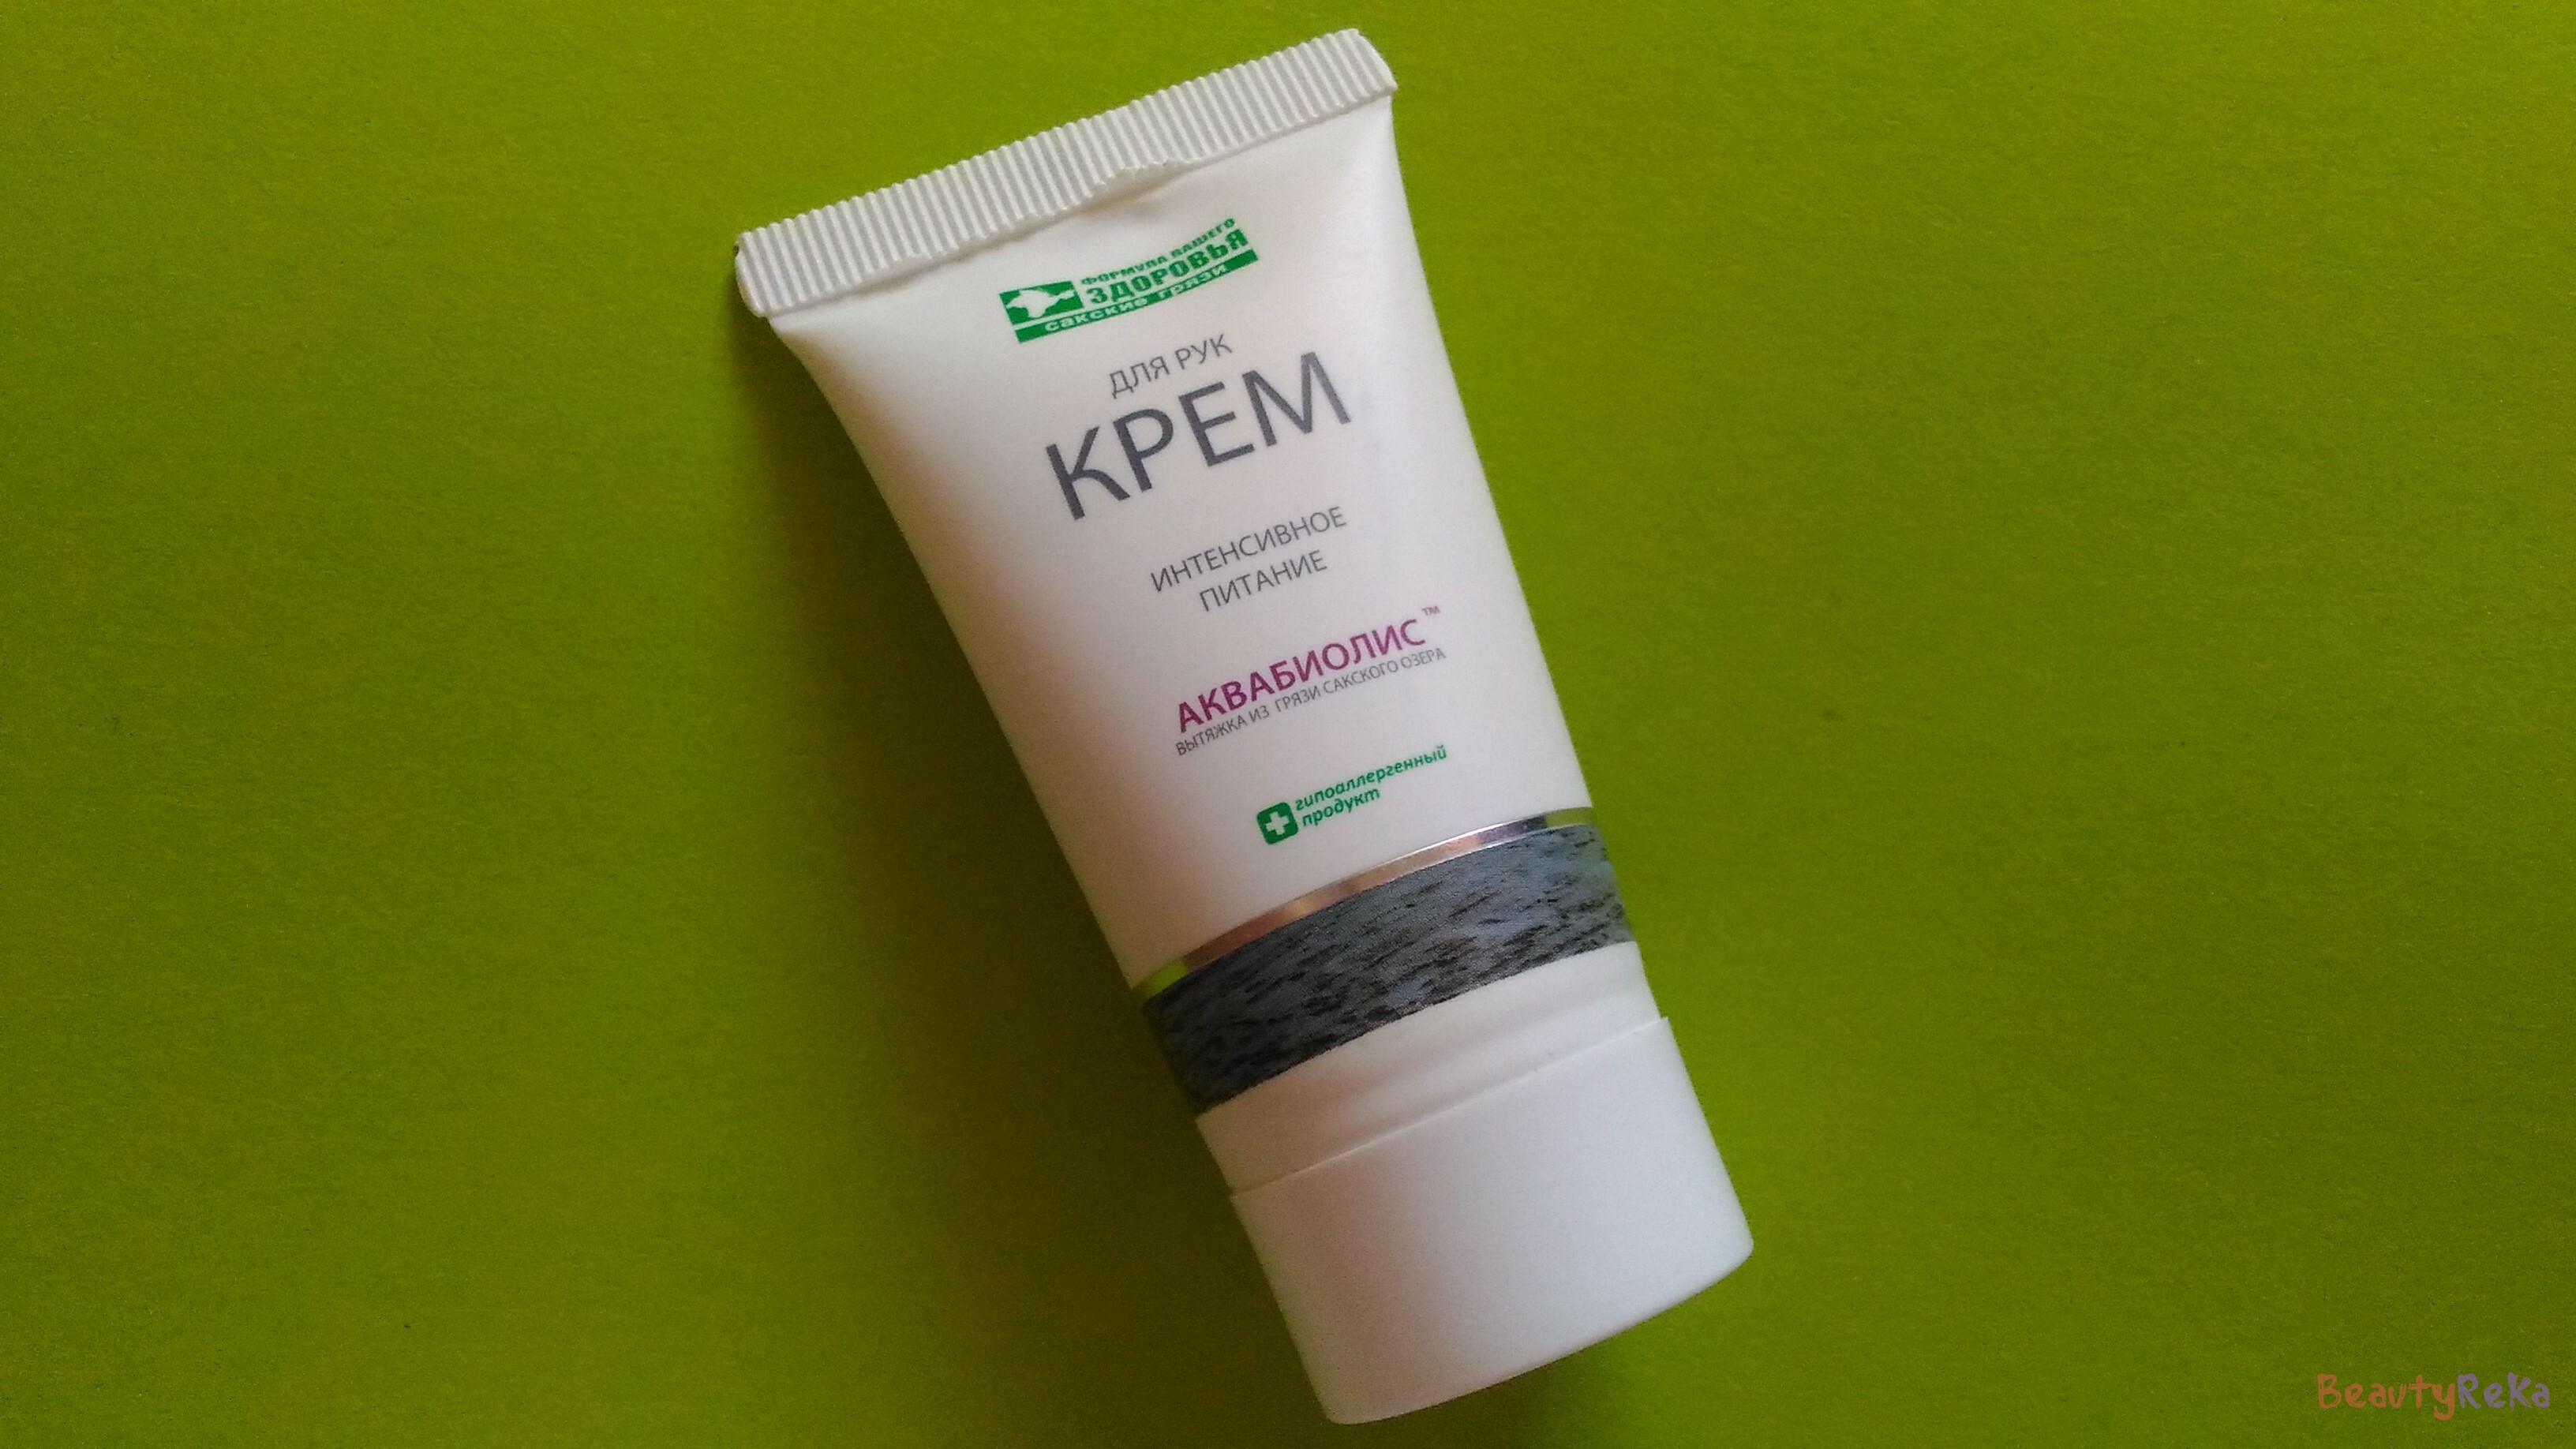 ФОРМУЛА ВАШЕГО
ЗДОРОВЬЯ
сакские грязи
ДЛЯ РУК
КРЕМ
ИНТЕНСИВНОЕ
ПИТАНИЕ
АКВАБИОЛИС™
ВЫТЯЖКА ИЗ ГРЯЗИ САКСКОГО ОЗЕРА
гипоаллергенный
продукт
BeautyReKa